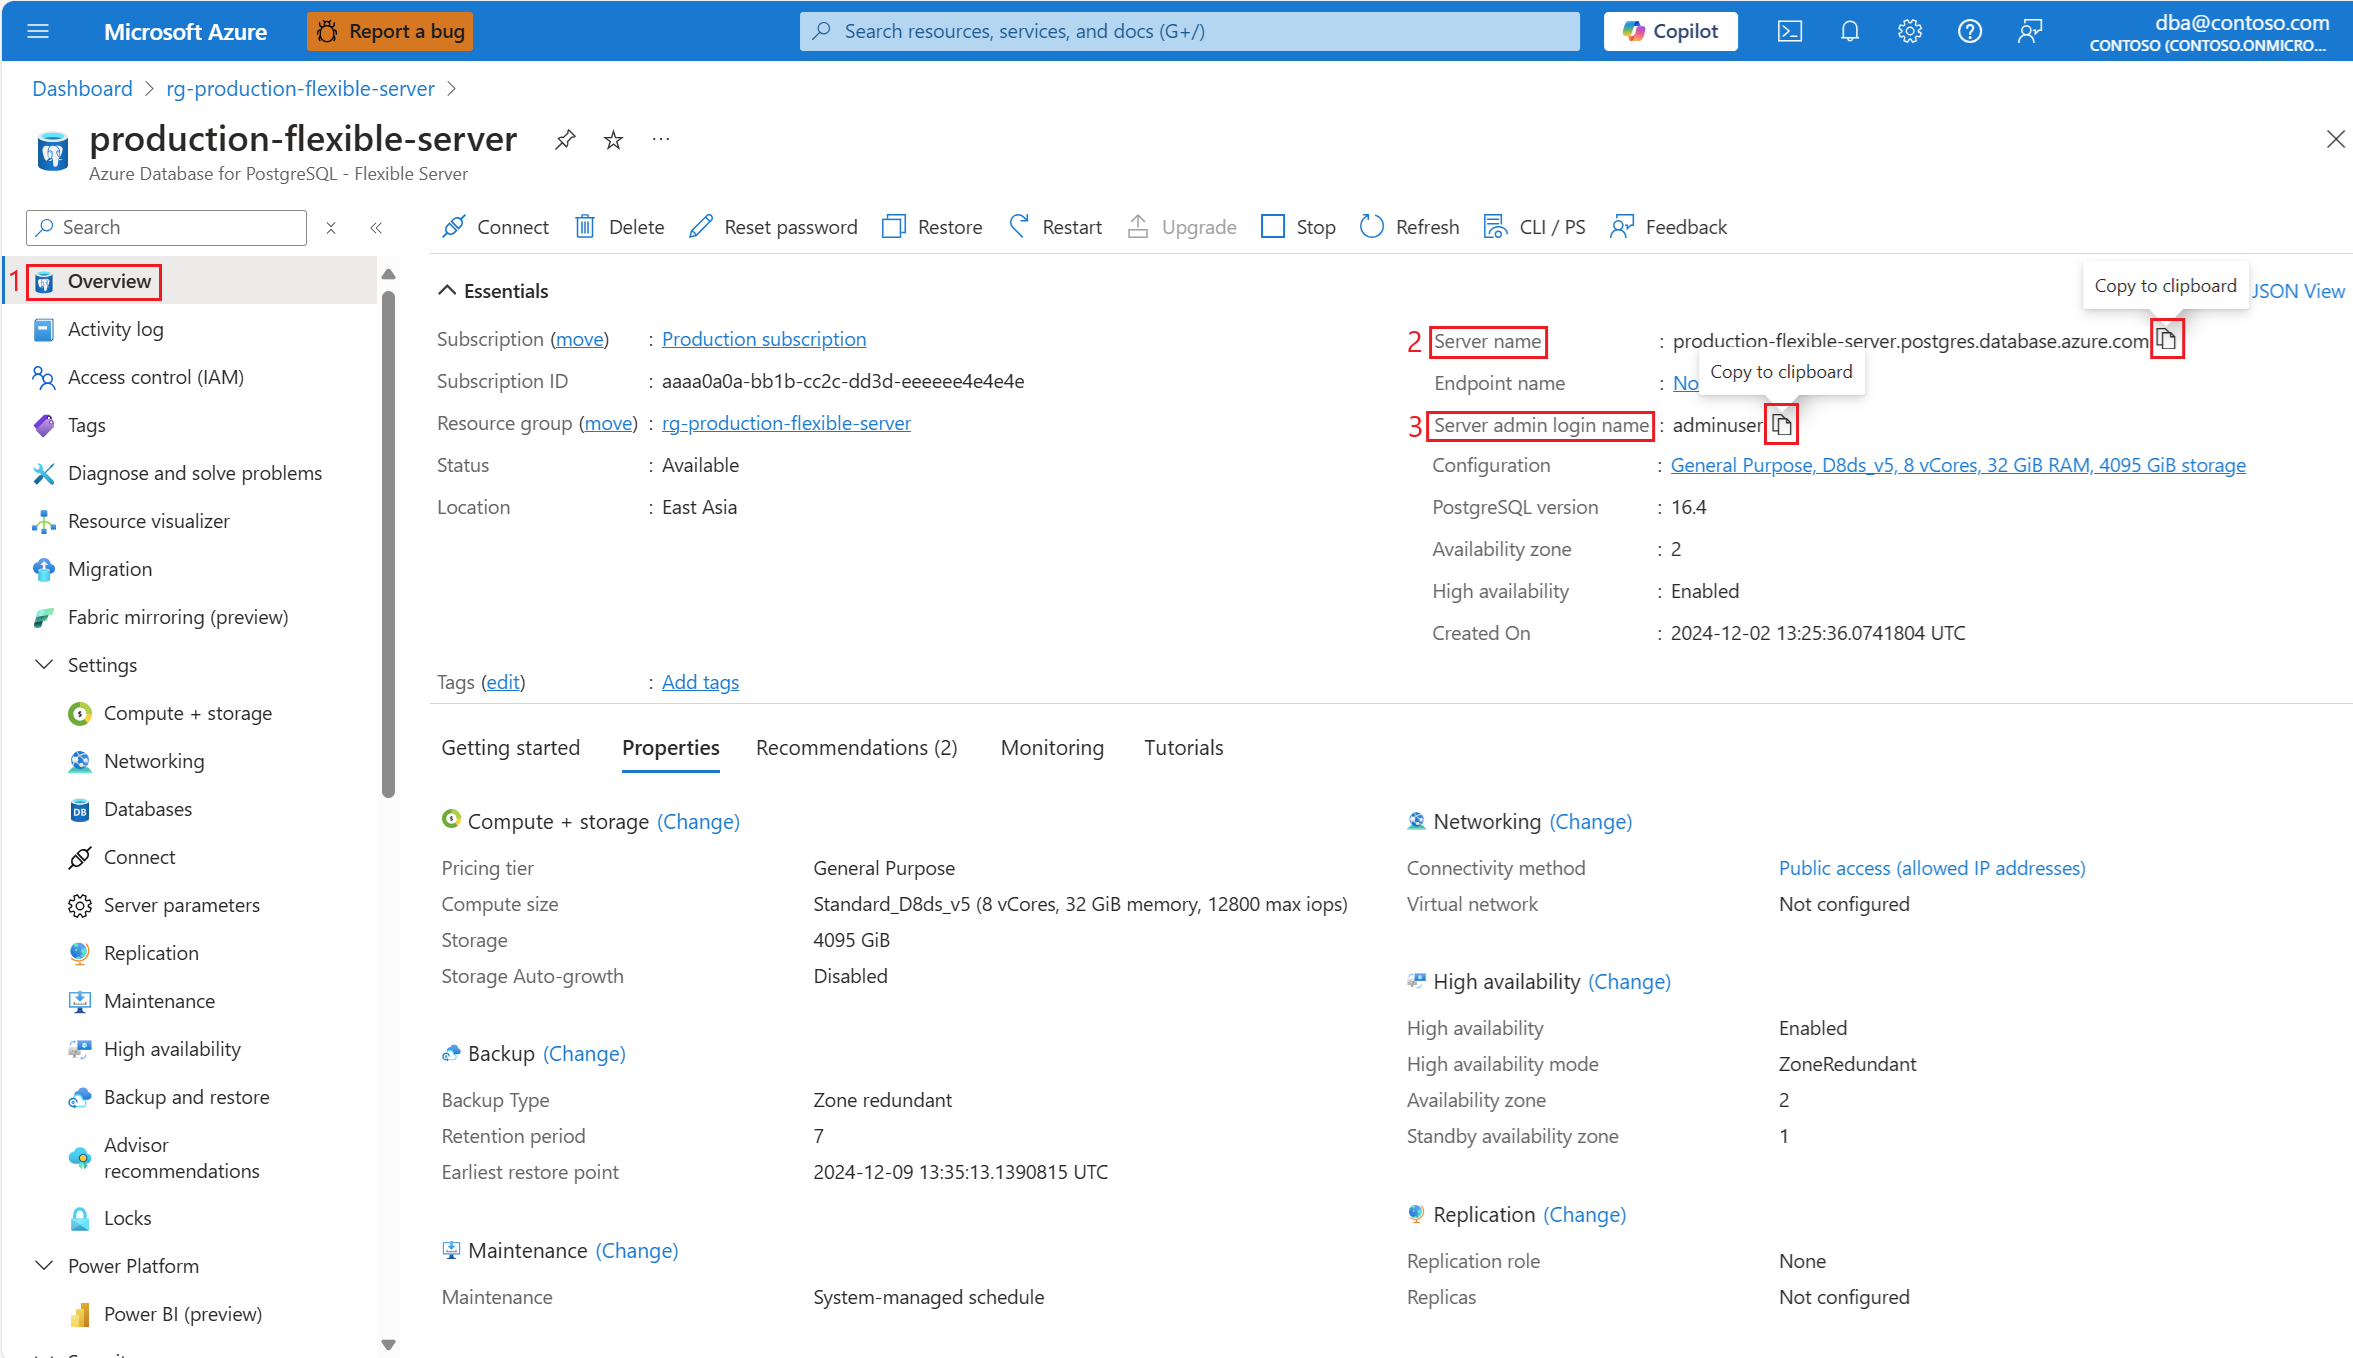 Microsoft Azure
Report a bug
Search resources, services, and docs (G+/)
Copilot
dba@contoso.com
CONTOSO (CONTOSO.ONMICRO...
Dashboard > rg-production-flexible-server >
production-flexible-server
Azure Database for PostgreSQL - Flexible Server
Search
Connect
Delete
Reset password
Restore
Restart
Upgrade
Stop
Refresh
CLI / PS
Feedback
1
Overview
Activity log
Access control (IAM)
Tags
Diagnose and solve problems
Resource visualizer
Migration
Fabric mirroring (preview)
Settings
Compute + storage
Networking
Databases
Connect
Server parameters
Replication
Maintenance
High availability
Backup and restore
Advisor
recommendations
Locks
Power Platform
Power BI (preview)
Essentials
Copy to clipboard
JSON View
Subscription (move) : Production subscription
Subscription ID : aaaa0a0a-bb1b-cc2c-dd3d-eeeeee4e4e4e
Resource group (move) : rg-production-flexible-server
Status : Available
Location : East Asia
2 Server name : production-flexible-server.postgres.database.azure.com
Copy to clipboard
Endpoint name : No
3 Server admin login name : adminuser
Configuration : General Purpose, D8ds_v5, 8 vCores, 32 GiB RAM, 4095 GiB storage
PostgreSQL version : 16.4
Availability zone : 2
High availability : Enabled
Created On : 2024-12-02 13:25:36.0741804 UTC
Tags (edit) : Add tags
Getting started
Properties
Recommendations (2)
Monitoring
Tutorials
Compute + storage (Change)
Pricing tier General Purpose
Compute size Standard_D8ds_v5 (8 vCores, 32 GiB memory, 12800 max iops)
Storage 4095 GiB
Storage Auto-growth Disabled
Backup (Change)
Backup Type Zone redundant
Retention period 7
Earliest restore point 2024-12-09 13:35:13.1390815 UTC
Maintenance (Change)
Maintenance System-managed schedule
Networking (Change)
Connectivity method Public access (allowed IP addresses)
Virtual network Not configured
High availability (Change)
High availability Enabled
High availability mode ZoneRedundant
Availability zone 2
Standby availability zone 1
Replication (Change)
Replication role None
Replicas Not configured